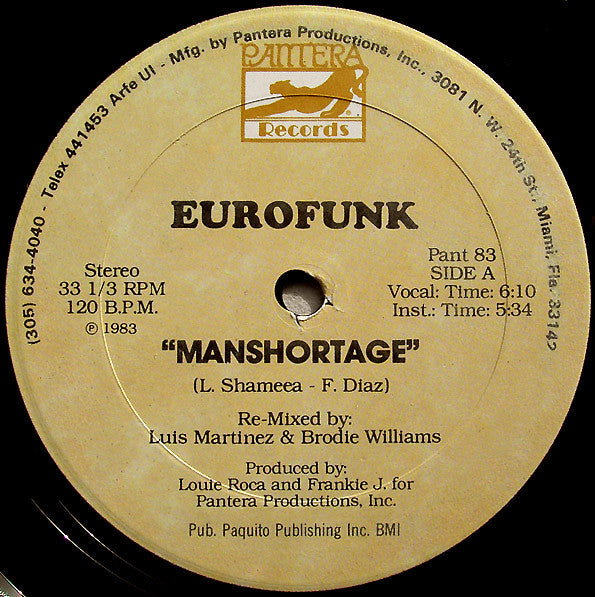 (305) 634-4040 - Telex 441453 Arfe UI - Mfg. by Pantera Productions, Inc., 3081 N. W. 24th St., Miami, Fla. 33142
PANTERA
Records
EUROFUNK
Stereo
33 1/3 RPM
120 B.P.M.
℗ 1983
Pant 83
SIDE A
Vocal: Time: 6:10
Inst.: Time: 5:34
“MANSHORTAGE”
(L. Shameea - F. Diaz)
Re-Mixed by:
Luis Martinez & Brodie Williams
Produced by:
Louie Roca and Frankie J. for
Pantera Productions, Inc.
Pub. Paquito Publishing Inc. BMI